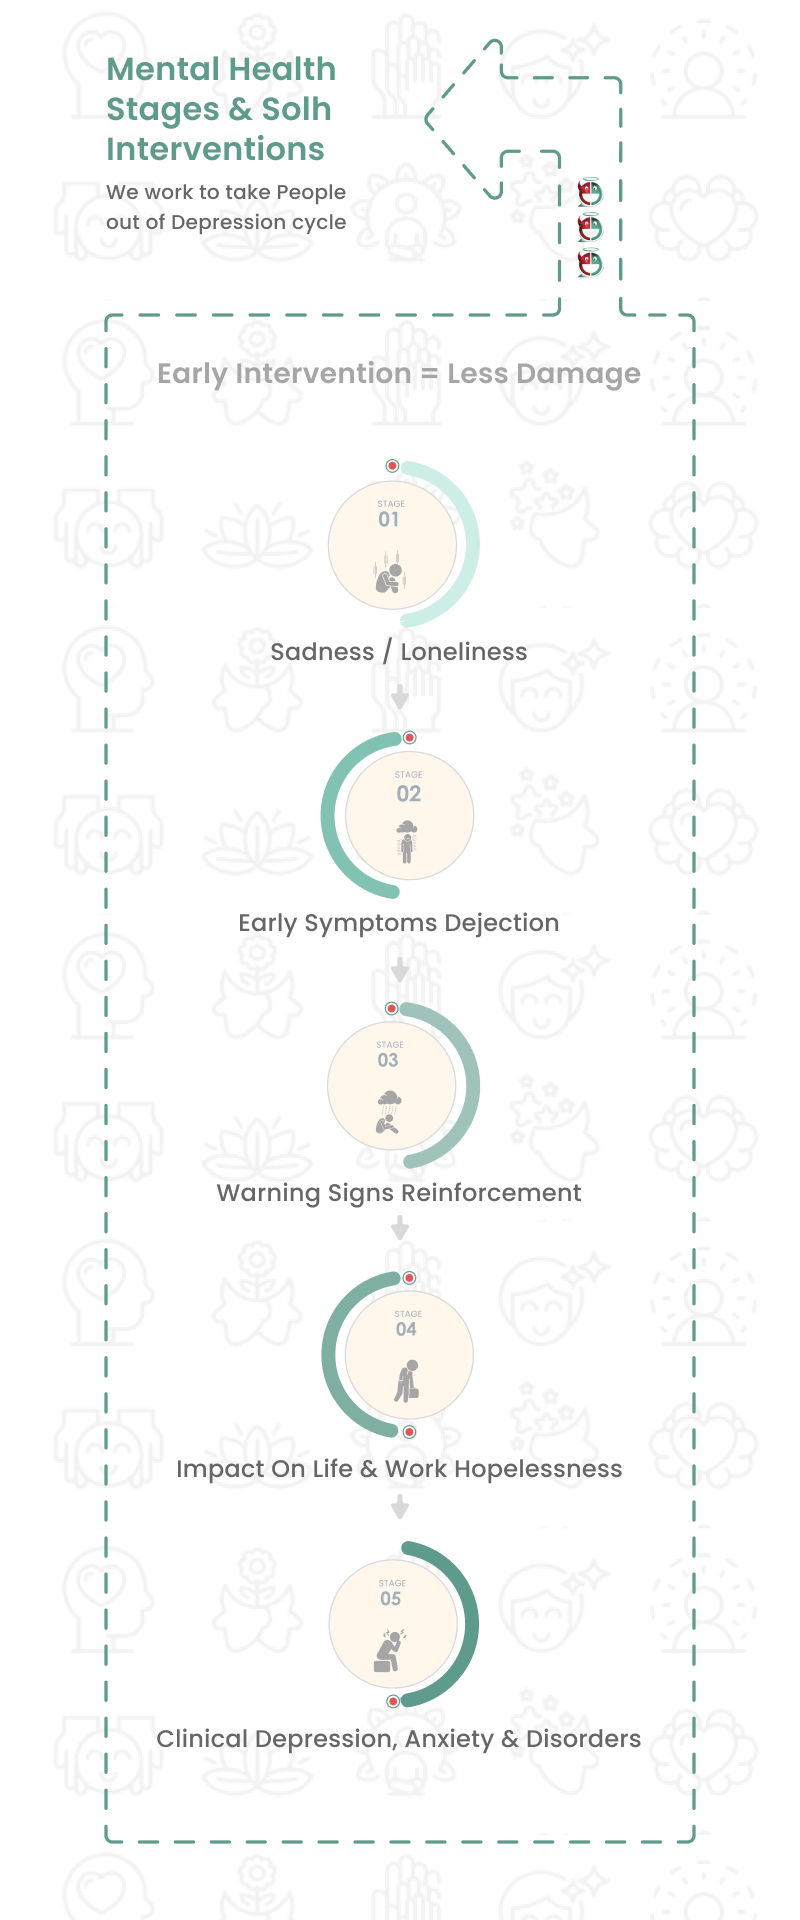 Mental Health
Stages & Solh
Interventions
We work to take People
out of Depression cycle
Early Intervention = Less Damage
STAGE
01
Sadness / Loneliness
STAGE
02
Early Symptoms Dejection
STAGE
03
Warning Signs Reinforcement
STAGE
04
Impact On Life & Work Hopelessness
STAGE
05
Clinical Depression, Anxiety & Disorders